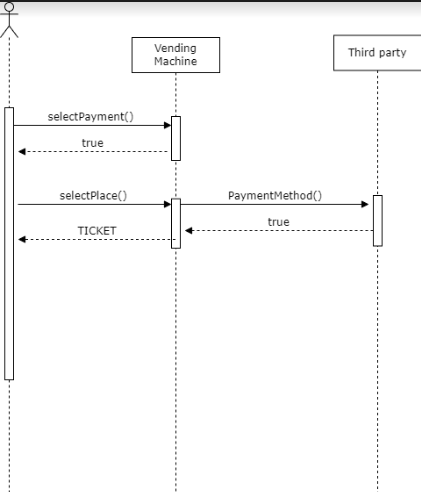 Vending
Machine
Third party
selectPayment()
true
selectPlace()
PaymentMethod()
true
TICKET